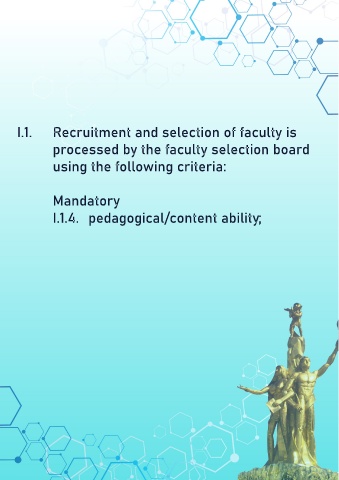 I.1. Recruitment and selection of faculty is
processed by the faculty selection board
using the following criteria:
Mandatory
I.1.4. pedagogical/content ability;